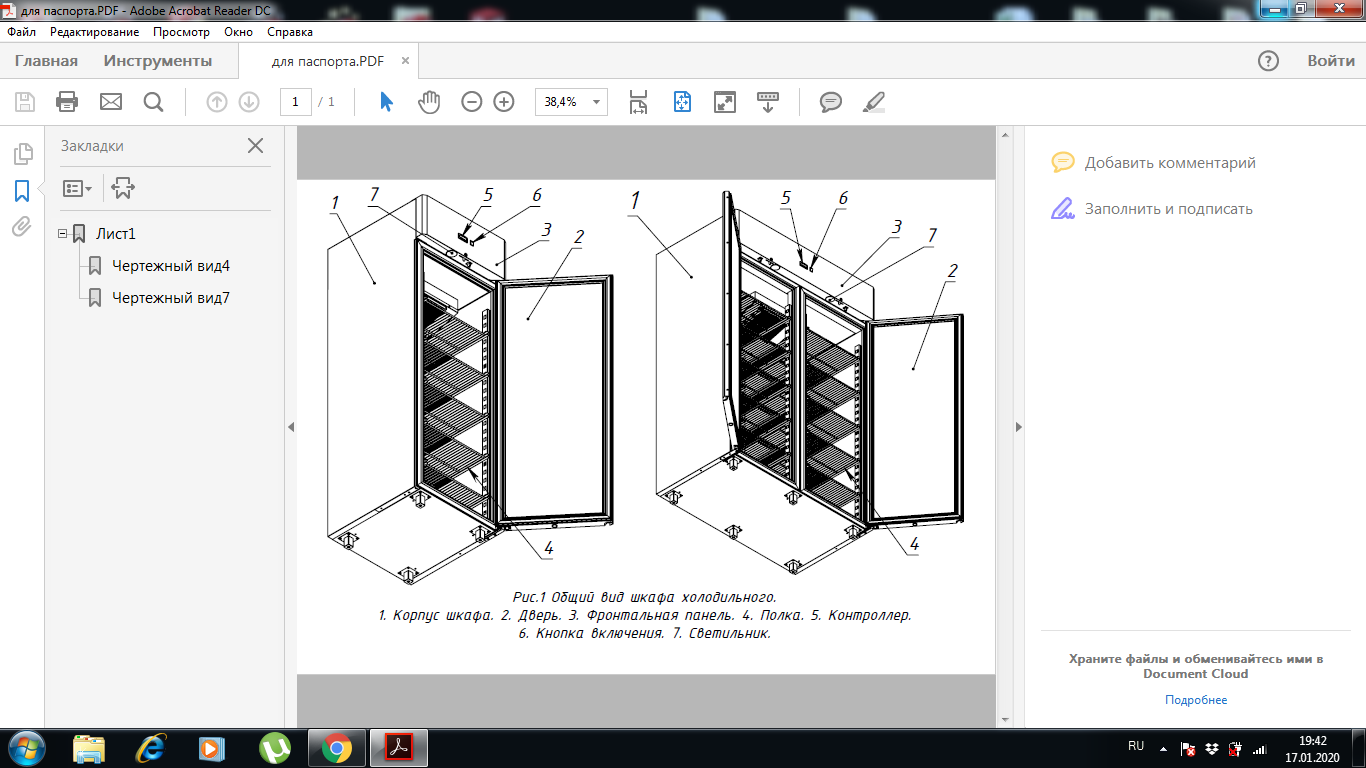 для паспорта.PDF - Adobe Acrobat Reader DC
Файл Редактирование Просмотр Окно Справка
Главная Инструменты для паспорта.PDF × Войти
1 / 1 38,4%
Закладки
Лист1
Чертежный вид4
Чертежный вид7
Добавить комментарий
Заполнить и подписать
1 7 5 6 3 2 4
1 5 6 3 7 2 4
Рис.1 Общий вид шкафа холодильного.
1. Корпус шкафа. 2. Дверь. 3. Фронтальная панель. 4. Полка. 5. Контроллер.
6. Кнопка включения. 7. Светильник.
Храните файлы и обменивайтесь ими в
Document Cloud
Подробнее
RU
19:42
17.01.2020